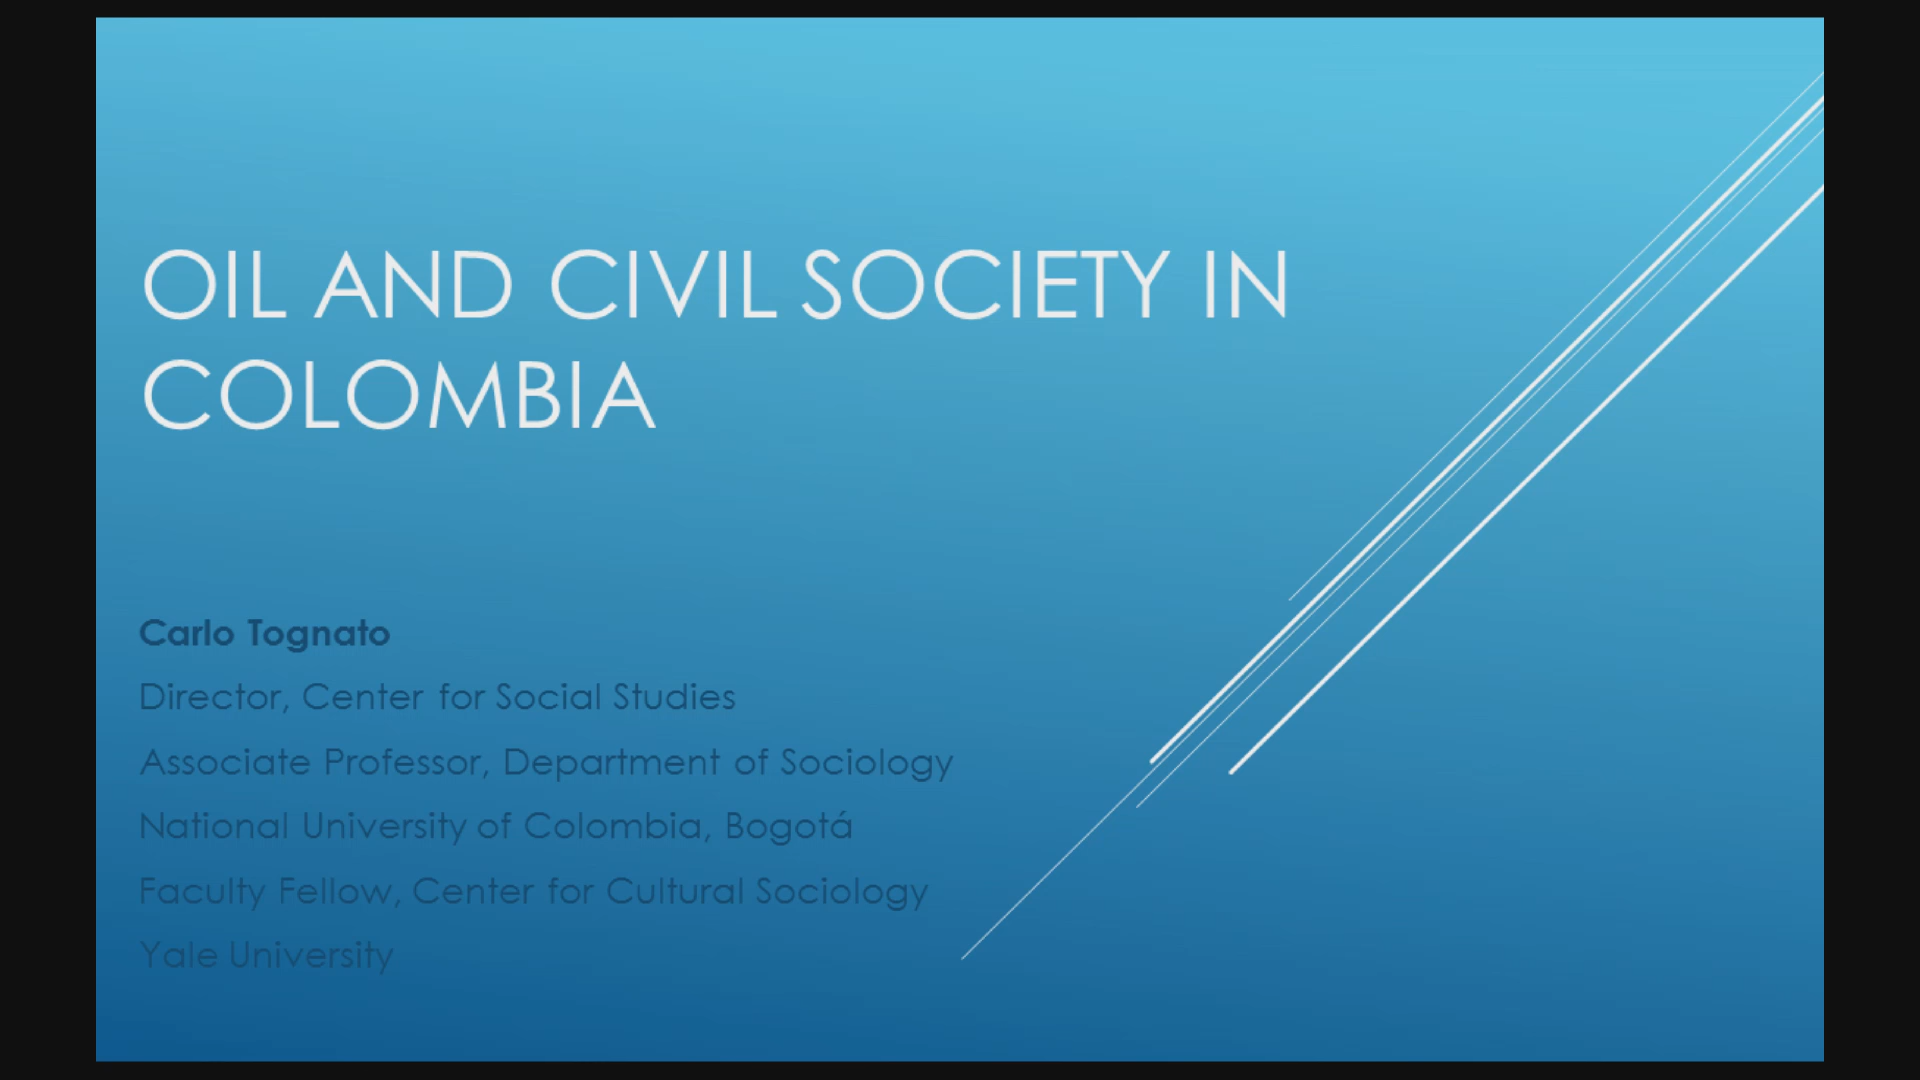 OIL AND CIVIL SOCIETY IN
COLOMBIA
Carlo Tognato
Director, Center for Social Studies
Associate Professor, Department of Sociology
National University of Colombia, Bogotá
Faculty Fellow, Center for Cultural Sociology
Yale University